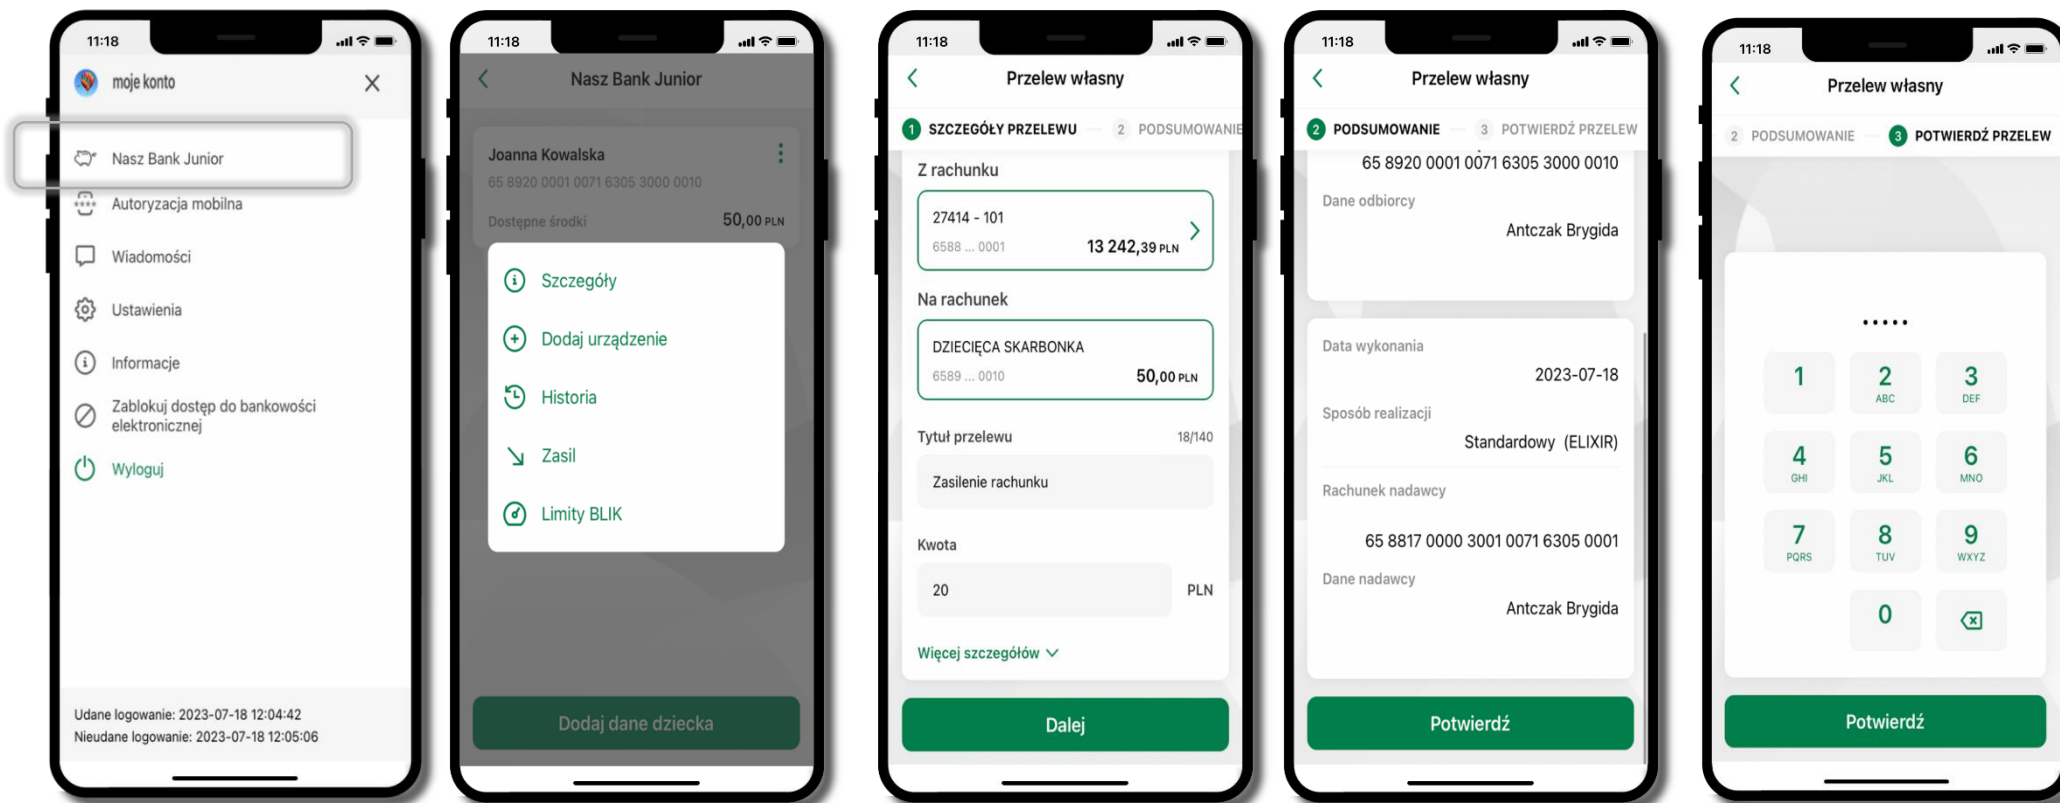 11:18
moje konto
Nasz Bank Junior
Autoryzacja mobilna
Wiadomości
Ustawienia
Informacje
Zablokuj dostęp do bankowości
elektronicznej
Wyloguj
Udane logowanie: 2023-07-18 12:04:42
Nieudane logowanie: 2023-07-18 12:05:06
11:18
Nasz Bank Junior
Joanna Kowalska
65 8920 0001 0071 6305 3000 0010
Dostępne środki 50,00 PLN
Szczegóły
Dodaj urządzenie
Historia
Zasil
Limity BLIK
Dodaj dane dziecka
11:18
Przelew własny
1 SZCZEGÓŁY PRZELEWU 2 PODSUMOWANIE
Z rachunku
27414 - 101
6588 ... 0001 13 242,39 PLN
Na rachunek
DZIECIĘCA SKARBONKA
6589 ... 0010 50,00 PLN
Tytuł przelewu 18/140
Zasilenie rachunku
Kwota
20 PLN
Więcej szczegółów
Dalej
11:18
Przelew własny
2 PODSUMOWANIE 3 POTWIERDŹ PRZELEW
65 8920 0001 0071 6305 3000 0010
Dane odbiorcy
Antczak Brygida
Data wykonania
2023-07-18
Sposób realizacji
Standardowy (ELIXIR)
Rachunek nadawcy
65 8817 0000 3001 0071 6305 0001
Dane nadawcy
Antczak Brygida
Potwierdź
11:18
Przelew własny
2 PODSUMOWANIE 3 POTWIERDŹ PRZELEW
.....
1 2 3
ABC DEF
4 5 6
GHI JKL MNO
7 8 9
PQRS TUV WXYZ
0
Potwierdź